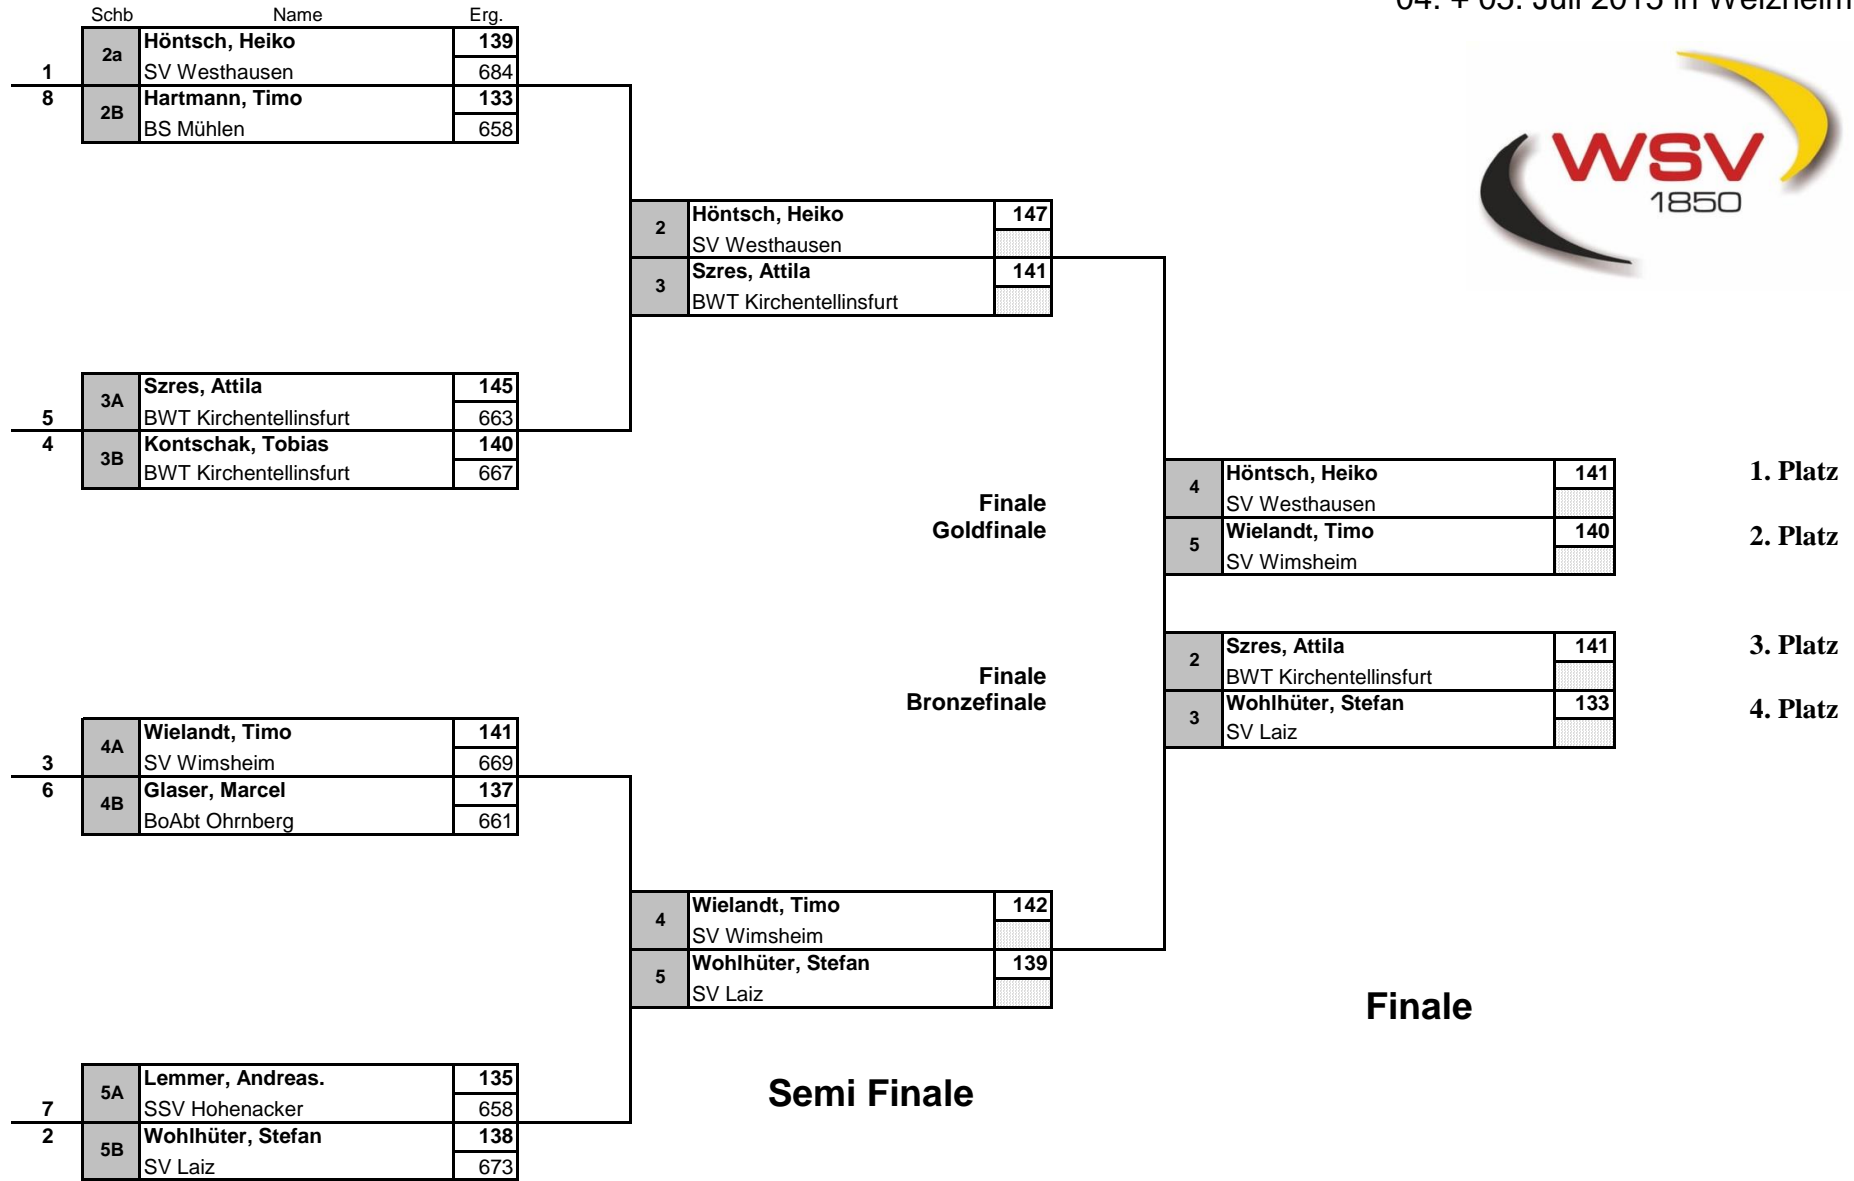 04. + 05. Juli 2015 in Welzheim
Schb Name Erg.
2a Höntsch, Heiko 139
1 SV Westhausen 684
8 2B Hartmann, Timo 133
BS Mühlen 658
WSV
1850
2 Höntsch, Heiko 147
SV Westhausen
3 Szres, Attila 141
BWT Kirchentellinsfurt
3A Szres, Attila 145
5 BWT Kirchentellinsfurt 663
4 3B Kontschak, Tobias 140
BWT Kirchentellinsfurt 667
Finale
Goldfinale
4 Höntsch, Heiko 141 1. Platz
SV Westhausen
5 Wielandt, Timo 140 2. Platz
SV Wimsheim
Finale
Bronzefinale
2 Szres, Attila 141 3. Platz
BWT Kirchentellinsfurt
3 Wohlhüter, Stefan 133 4. Platz
SV Laiz
4A Wielandt, Timo 141
3 SV Wimsheim 669
6 4B Glaser, Marcel 137
BoAbt Ohrnberg 661
4 Wielandt, Timo 142
SV Wimsheim
5 Wohlhüter, Stefan 139
SV Laiz
Finale
Semi Finale
5A Lemmer, Andreas. 135
7 SSV Hohenacker 658
2 5B Wohlhüter, Stefan 138
SV Laiz 673